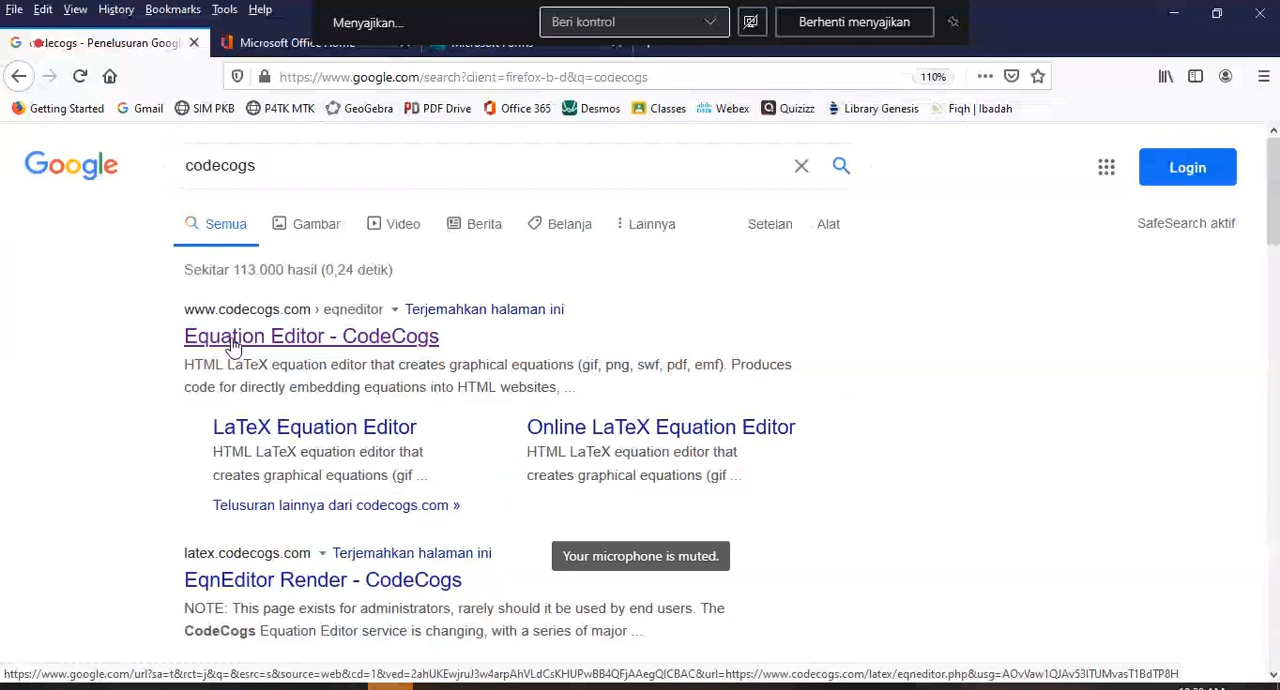 File Edit View History Bookmarks Tools Help
Menyajikan...
Beri kontrol
Berhenti menyajikan
decogs - Penelusuran Googl
Microsoft Office Home
Microsoft Forms
https://www.google.com/search?client=firefox-b-d&q=codecogs
110%
Getting Started Gmail SIM PKB P4TK MTK GeoGebra PDF Drive Office 365 Desmos Classes Webex Quizizz Library Genesis Fiqh | Ibadah
Google
codecogs
Login
Semua Gambar Video Berita Belanja Lainnya Setelan Alat
SafeSearch aktif
Sekitar 113.000 hasil (0,24 detik)
www.codecogs.com › eqneditor Terjemahkan halaman ini
Equation Editor - CodeCogs
HTML LaTeX equation editor that creates graphical equations (gif, png, swf, pdf, emf). Produces
code for directly embedding equations into HTML websites, ...
LaTeX Equation Editor
HTML LaTeX equation editor that
creates graphical equations (gif ...
Online LaTeX Equation Editor
HTML LaTeX equation editor that
creates graphical equations (gif ...
Telusuran lainnya dari codecogs.com »
latex.codecogs.com Terjemahkan halaman ini
Your microphone is muted.
EqnEditor Render - CodeCogs
NOTE: This page exists for administrators, rarely should it be used by end users. The
CodeCogs Equation Editor service is changing, with a series of major ...